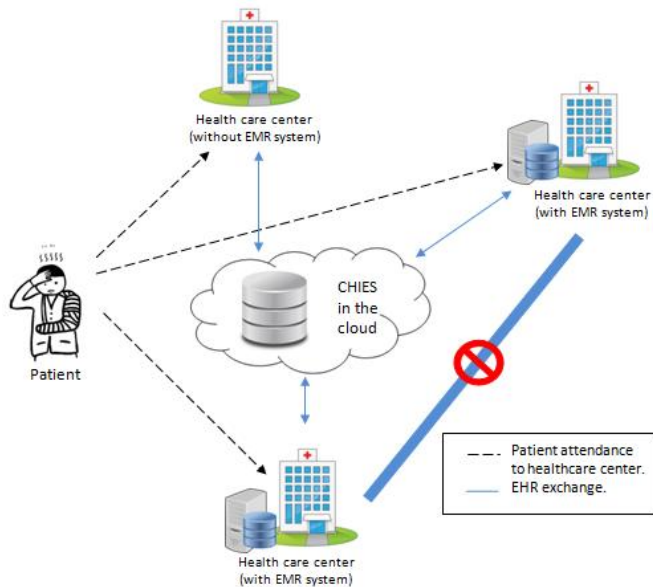 Health care center
(without EMR system)
Health care center
(with EMR system)
CHIES
in the
cloud
Patient
Patient attendance
to healthcare center.
EHR exchange.
Health care center
(with EMR system)